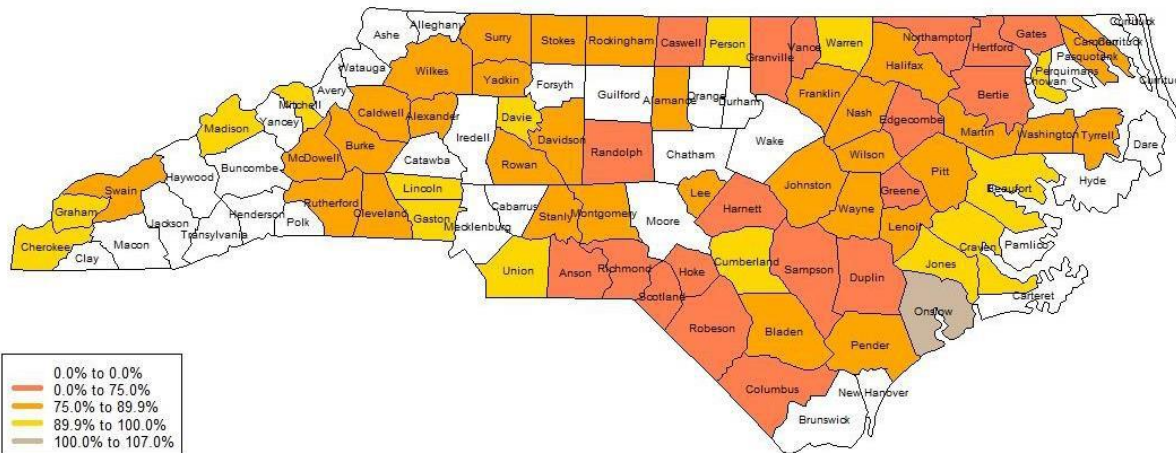 Currituck
Alleghany
Ashe
Surry
Stokes
Rockingham
Caswell
Person
Granville
Vance
Warren
Northampton
Hertford
Gates
Camden
Currituck
Pasquotank
Perquimans
Chowan
Currituck
Watauga
Wilkes
Yadkin
Forsyth
Guilford
Alamance
Orange
Durham
Franklin
Halifax
Bertie
Avery
Mitchell
Yancey
Madison
Caldwell
Alexander
Iredell
Davie
Davidson
Randolph
Chatham
Wake
Nash
Edgecombe
Martin
Washington
Tyrrell
Dare
McDowell
Burke
Catawba
Rowan
Wilson
Pitt
Beaufort
Hyde
Swain
Haywood
Buncombe
Rutherford
Cleveland
Lincoln
Gaston
Mecklenburg
Cabarrus
Stanly
Montgomery
Moore
Lee
Harnett
Johnston
Wayne
Greene
Lenoir
Craven
Pamlico
Graham
Cherokee
Clay
Macon
Jackson
Transylvania
Henderson
Polk
Union
Anson
Richmond
Scotland
Hoke
Cumberland
Sampson
Duplin
Jones
Onslow
Carteret
Robeson
Bladen
Pender
Columbus
Brunswick
New Hanover
0.0% to 0.0%
0.0% to 75.0%
75.0% to 89.9%
89.9% to 100.0%
100.0% to 107.0%